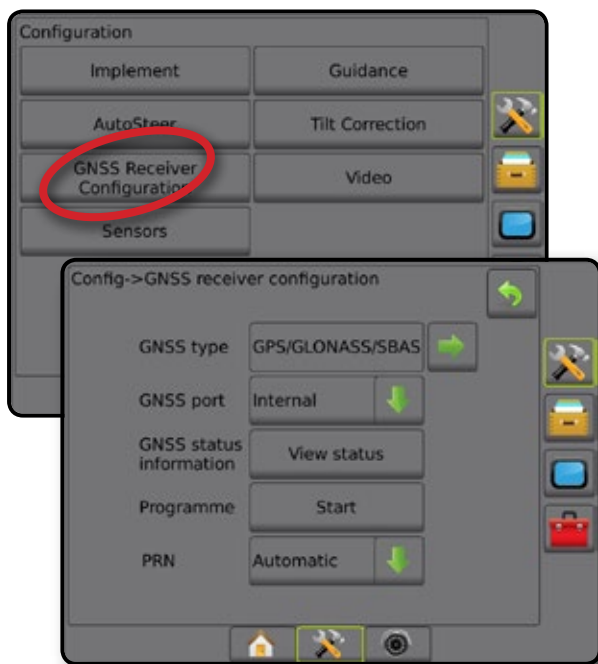 Configuration
Implement
Guidance
AutoSteer
Tilt Correction
GNSS Receiver
Configuration
Video
Sensors
Config->GNSS receiver configuration
GNSS type
GPS/GLONASS/SBAS
GNSS port
Internal
GNSS status
information
View status
Programme
Start
PRN
Automatic